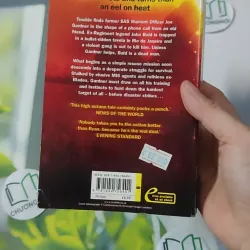 an eel on heat
Trouble finds former SAS Warrant Officer Joe
Gardner in the shape of a phone call from an old
friend. Ex-Regiment legend John Bald is trapped
in a bullet-ridden favela in Rio de Janeiro and
a violent gang is out to kill him. Unless
Gardner helps, Bald is a dead man.
What begins as a simple rescue mission soon
descends into a desperate struggle for survival.
Stalked by elusive MI6 agents and ruthless ex-
Blades, Gardner must draw on all his training
and instincts to hunt down the hardest
target of all – before disaster strikes...
'This high octane tale certainly packs a punch.'
NEWS OF THE WORLD
'Nobody takes you to the action better
than Ryan, because he's the real deal.'
EVENING STANDARD